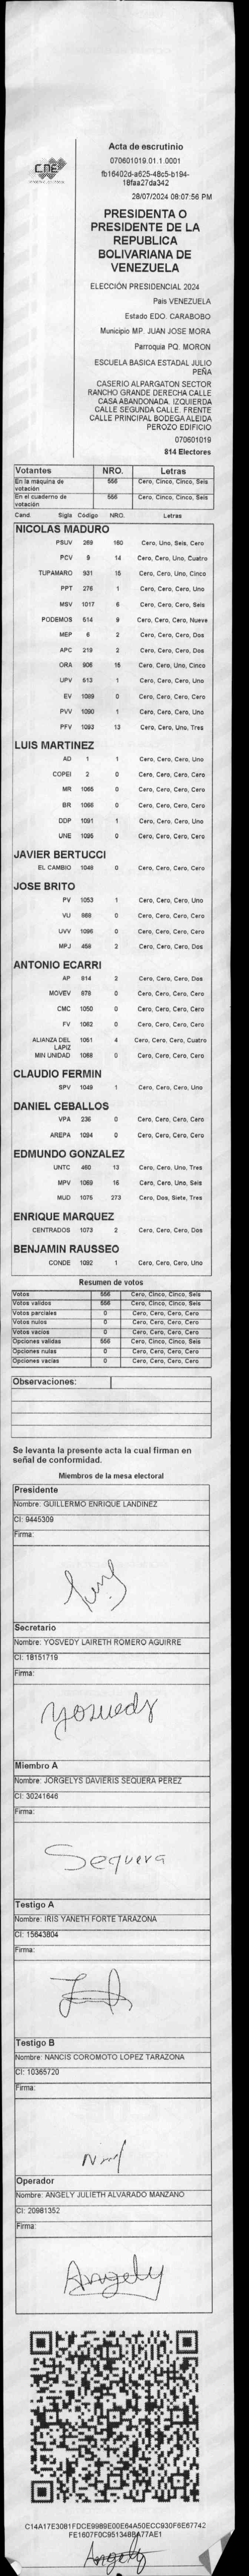 CNE
Acta de escrutinio
070601019.01.1.0001
fb16402d-a625-48c5-b194-
18faa27da342
28/07/2024 08:07:56 PM
PRESIDENTA O
PRESIDENTE DE LA
REPUBLICA
BOLIVARIANA DE
VENEZUELA
ELECCIÓN PRESIDENCIAL 2024
Pais VENEZUELA
Estado EDO. CARABOBO
Municipio MP. JUAN JOSE MORA
Parroquia PQ. MORON
ESCUELA BASICA ESTADAL JULIO
PEÑA
CASERIO ALPARGATON SECTOR
RANCHO GRANDE DERECHA CALLE
CASA ABANDONADA. IZQUIERDA
CALLE SEGUNDA CALLE. FRENTE
CALLE PRINCIPAL BODEGA ALEIDA
PEROZO EDIFICIO
070601019
814 Electores
Votantes NRO. Letras
En la máquina de votación 556 Cero, Cinco, Cinco, Seis
En el cuaderno de votación 556 Cero, Cinco, Cinco, Seis
Cand. Sigla Código NRO. Letras
NICOLAS MADURO
PSUV 269 160 Cero, Uno, Seis, Cero
PCV 9 14 Cero, Cero, Uno, Cuatro
TUPAMARO 931 15 Cero, Cero, Uno, Cinco
PPT 276 1 Cero, Cero, Cero, Uno
MSV 1017 6 Cero, Cero, Cero, Seis
PODEMOS 514 9 Cero, Cero, Cero, Nueve
MEP 6 2 Cero, Cero, Cero, Dos
APC 219 2 Cero, Cero, Cero, Dos
ORA 906 15 Cero, Cero, Uno, Cinco
UPV 513 1 Cero, Cero, Cero, Uno
EV 1089 0 Cero, Cero, Cero, Cero
PVV 1090 1 Cero, Cero, Cero, Uno
PFV 1093 13 Cero, Cero, Uno, Tres
LUIS MARTINEZ
AD 1 1 Cero, Cero, Cero, Uno
COPEI 2 0 Cero, Cero, Cero, Cero
MR 1065 0 Cero, Cero, Cero, Cero
BR 1066 0 Cero, Cero, Cero, Cero
DDP 1091 1 Cero, Cero, Cero, Uno
UNE 1095 0 Cero, Cero, Cero, Cero
JAVIER BERTUCCI
EL CAMBIO 1048 0 Cero, Cero, Cero, Cero
JOSE BRITO
PV 1053 1 Cero, Cero, Cero, Uno
VU 868 0 Cero, Cero, Cero, Cero
UVV 1096 0 Cero, Cero, Cero, Cero
MPJ 458 2 Cero, Cero, Cero, Dos
ANTONIO ECARRI
AP 814 2 Cero, Cero, Cero, Dos
MOVEV 878 0 Cero, Cero, Cero, Cero
CMC 1050 0 Cero, Cero, Cero, Cero
FV 1062 0 Cero, Cero, Cero, Cero
ALIANZA DEL LAPIZ 1051 4 Cero, Cero, Cero, Cuatro
MIN UNIDAD 1088 0 Cero, Cero, Cero, Cero
CLAUDIO FERMIN
SPV 1049 1 Cero, Cero, Cero, Uno
DANIEL CEBALLOS
VPA 236 0 Cero, Cero, Cero, Cero
AREPA 1094 0 Cero, Cero, Cero, Cero
EDMUNDO GONZALEZ
UNTC 460 13 Cero, Cero, Uno, Tres
MPV 1069 16 Cero, Cero, Uno, Seis
MUD 1075 273 Cero, Dos, Siete, Tres
ENRIQUE MARQUEZ
CENTRADOS 1073 2 Cero, Cero, Cero, Dos
BENJAMIN RAUSSEO
CONDE 1092 1 Cero, Cero, Cero, Uno
Resumen de votos
Votos 556 Cero, Cinco, Cinco, Seis
Votos validos 556 Cero, Cinco, Cinco, Seis
Votos parciales 0 Cero, Cero, Cero, Cero
Votos nulos 0 Cero, Cero, Cero, Cero
Votos vacios 0 Cero, Cero, Cero, Cero
Opciones validas 556 Cero, Cinco, Cinco, Seis
Opciones nulas 0 Cero, Cero, Cero, Cero
Opciones vacias 0 Cero, Cero, Cero, Cero
Observaciones:
Se levanta la presente acta la cual firman en
señal de conformidad.
Miembros de la mesa electoral
Presidente
Nombre: GUILLERMO ENRIQUE LANDINEZ
CI: 9445309
Firma:
Secretario
Nombre: YOSVEDY LAIRETH ROMERO AGUIRRE
CI: 18151719
Firma:
Yosvedy
Miembro A
Nombre: JORGELYS DAVIERIS SEQUERA PEREZ
CI: 30241646
Firma:
Sequera
Testigo A
Nombre: IRIS YANETH FORTE TARAZONA
CI: 15643804
Firma:
Testigo B
Nombre: NANCIS COROMOTO LOPEZ TARAZONA
CI: 10365720
Firma:
Operador
Nombre: ANGELY JULIETH ALVARADO MANZANO
CI: 20981352
Firma:
Angely
C14A17E3081FDCE9989E00E64A50ECC930F6E67742
FE1607F0C951348BA77AE1
Angely